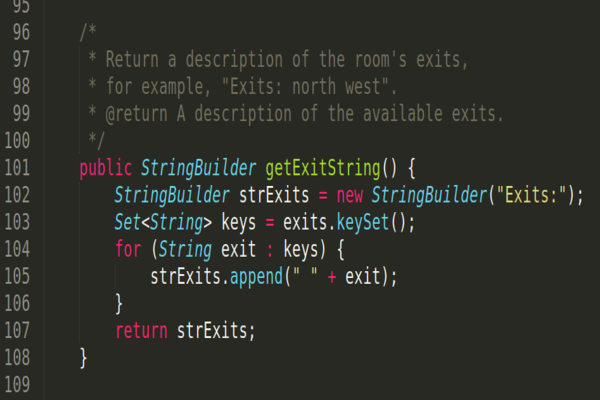 95
96 /*
97 * Return a description of the room's exits,
98 * for example, "Exits: north west".
99 * @return A description of the available exits.
100 */
101 public StringBuilder getExitString() {
102 StringBuilder strExits = new StringBuilder("Exits:");
103 Set<String> keys = exits.keySet();
104 for (String exit : keys) {
105 strExits.append(" " + exit);
106 }
107 return strExits;
108 }
109